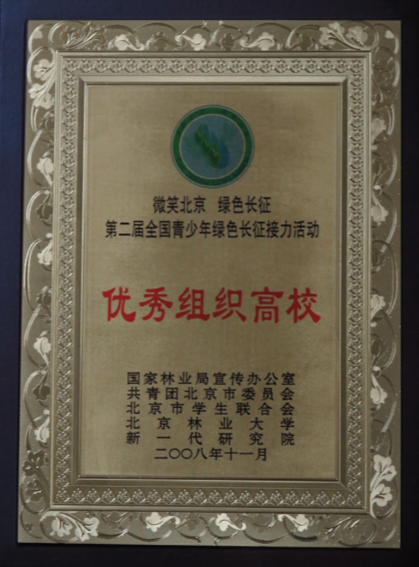 微笑北京 绿色长征
第二届全国青少年绿色长征接力活动
优秀组织高校
国家林业局宣传办公室
共青团北京市委员会
北京市学生联合会
北京林业大学
新一代研究院
二〇〇八年十一月